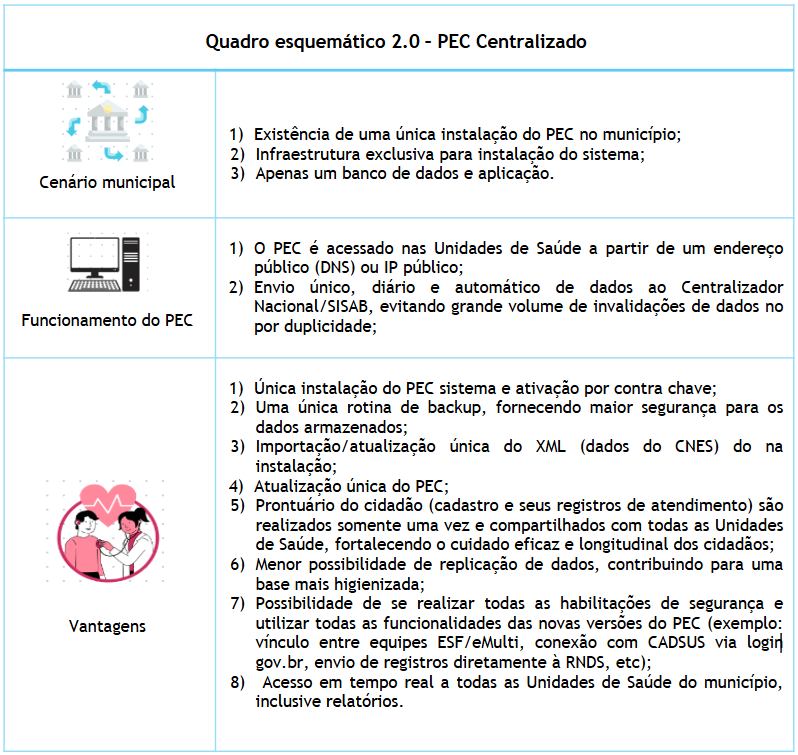 Quadro esquemático 2.0 – PEC Centralizado
Cenário municipal
1) Existência de uma única instalação do PEC no município;
2) Infraestrutura exclusiva para instalação do sistema;
3) Apenas um banco de dados e aplicação.
Funcionamento do PEC
1) O PEC é acessado nas Unidades de Saúde a partir de um endereço
público (DNS) ou IP público;
2) Envio único, diário e automático de dados ao Centralizador
Nacional/SISAB, evitando grande volume de invalidações de dados no
por duplicidade;
Vantagens
1) Única instalação do PEC sistema e ativação por contra chave;
2) Uma única rotina de backup, fornecendo maior segurança para os
dados armazenados;
3) Importação/atualização única do XML (dados do CNES) do na
instalação;
4) Atualização única do PEC;
5) Prontuário do cidadão (cadastro e seus registros de atendimento) são
realizados somente uma vez e compartilhados com todas as Unidades
de Saúde, fortalecendo o cuidado eficaz e longitudinal dos cidadãos;
6) Menor possibilidade de replicação de dados, contribuindo para uma
base mais higienizada;
7) Possibilidade de se realizar todas as habilitações de segurança e
utilizar todas as funcionalidades das novas versões do PEC (exemplo:
vínculo entre equipes ESF/eMulti, conexão com CADSUS via login
gov.br, envio de registros diretamente à RNDS, etc);
8) Acesso em tempo real a todas as Unidades de Saúde do município,
inclusive relatórios.